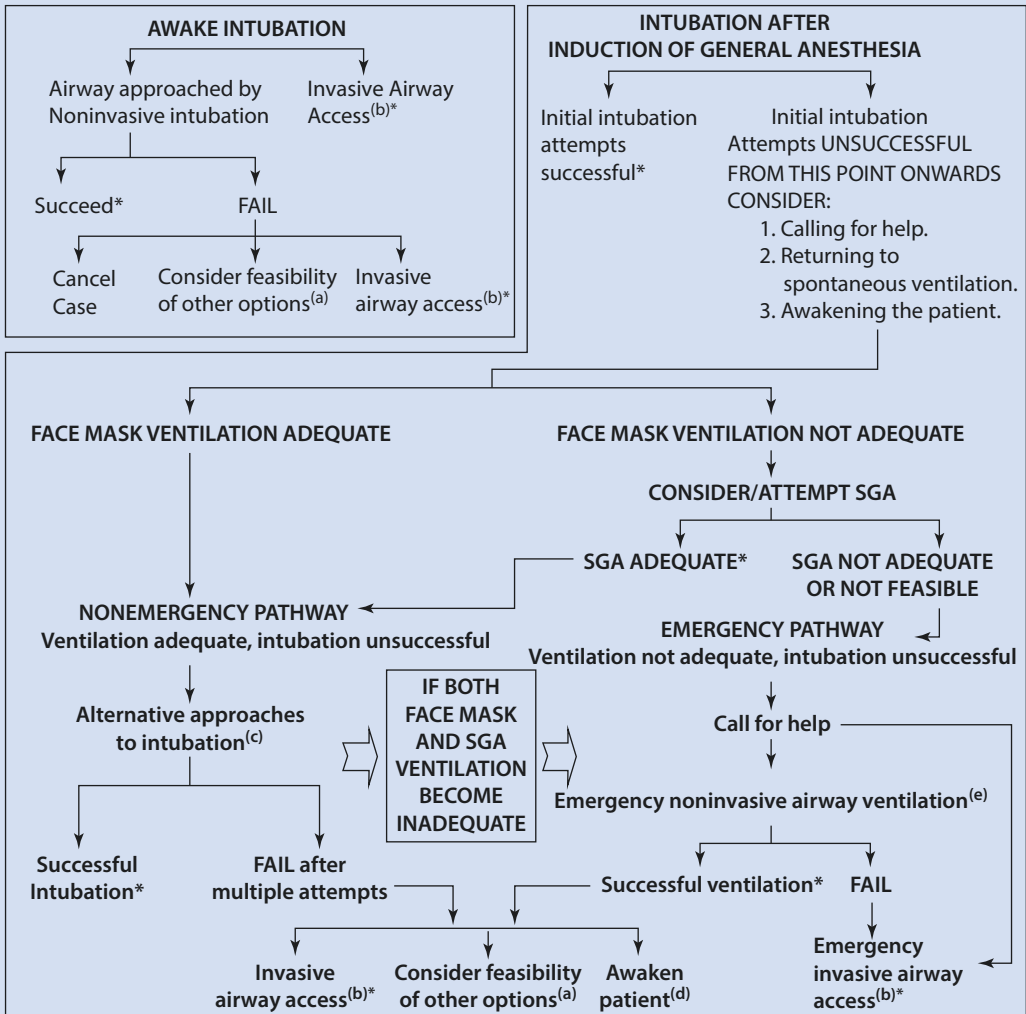 AWAKE INTUBATION
Airway approached by
Noninvasive intubation
Invasive Airway
Access(b)*
Succeed*
FAIL
Cancel
Case
Consider feasibility
of other options(a)
Invasive
airway access(b)*
INTUBATION AFTER
INDUCTION OF GENERAL ANESTHESIA
Initial intubation
attempts
successful*
Initial intubation
Attempts UNSUCCESSFUL
FROM THIS POINT ONWARDS
CONSIDER:
1. Calling for help.
2. Returning to
spontaneous ventilation.
3. Awakening the patient.
FACE MASK VENTILATION ADEQUATE
FACE MASK VENTILATION NOT ADEQUATE
CONSIDER/ATTEMPT SGA
SGA ADEQUATE*
SGA NOT ADEQUATE
OR NOT FEASIBLE
NONEMERGENCY PATHWAY
Ventilation adequate, intubation unsuccessful
EMERGENCY PATHWAY
Ventilation not adequate, intubation unsuccessful
Alternative approaches
to intubation(c)
IF BOTH
FACE MASK
AND SGA
VENTILATION
BECOME
INADEQUATE
Call for help
Emergency noninvasive airway ventilation(e)
Successful
Intubation*
FAIL after
multiple attempts
Successful ventilation*
FAIL
Invasive
airway access(b)*
Consider feasibility
of other options(a)
Awaken
patient(d)
Emergency
invasive airway
access(b)*